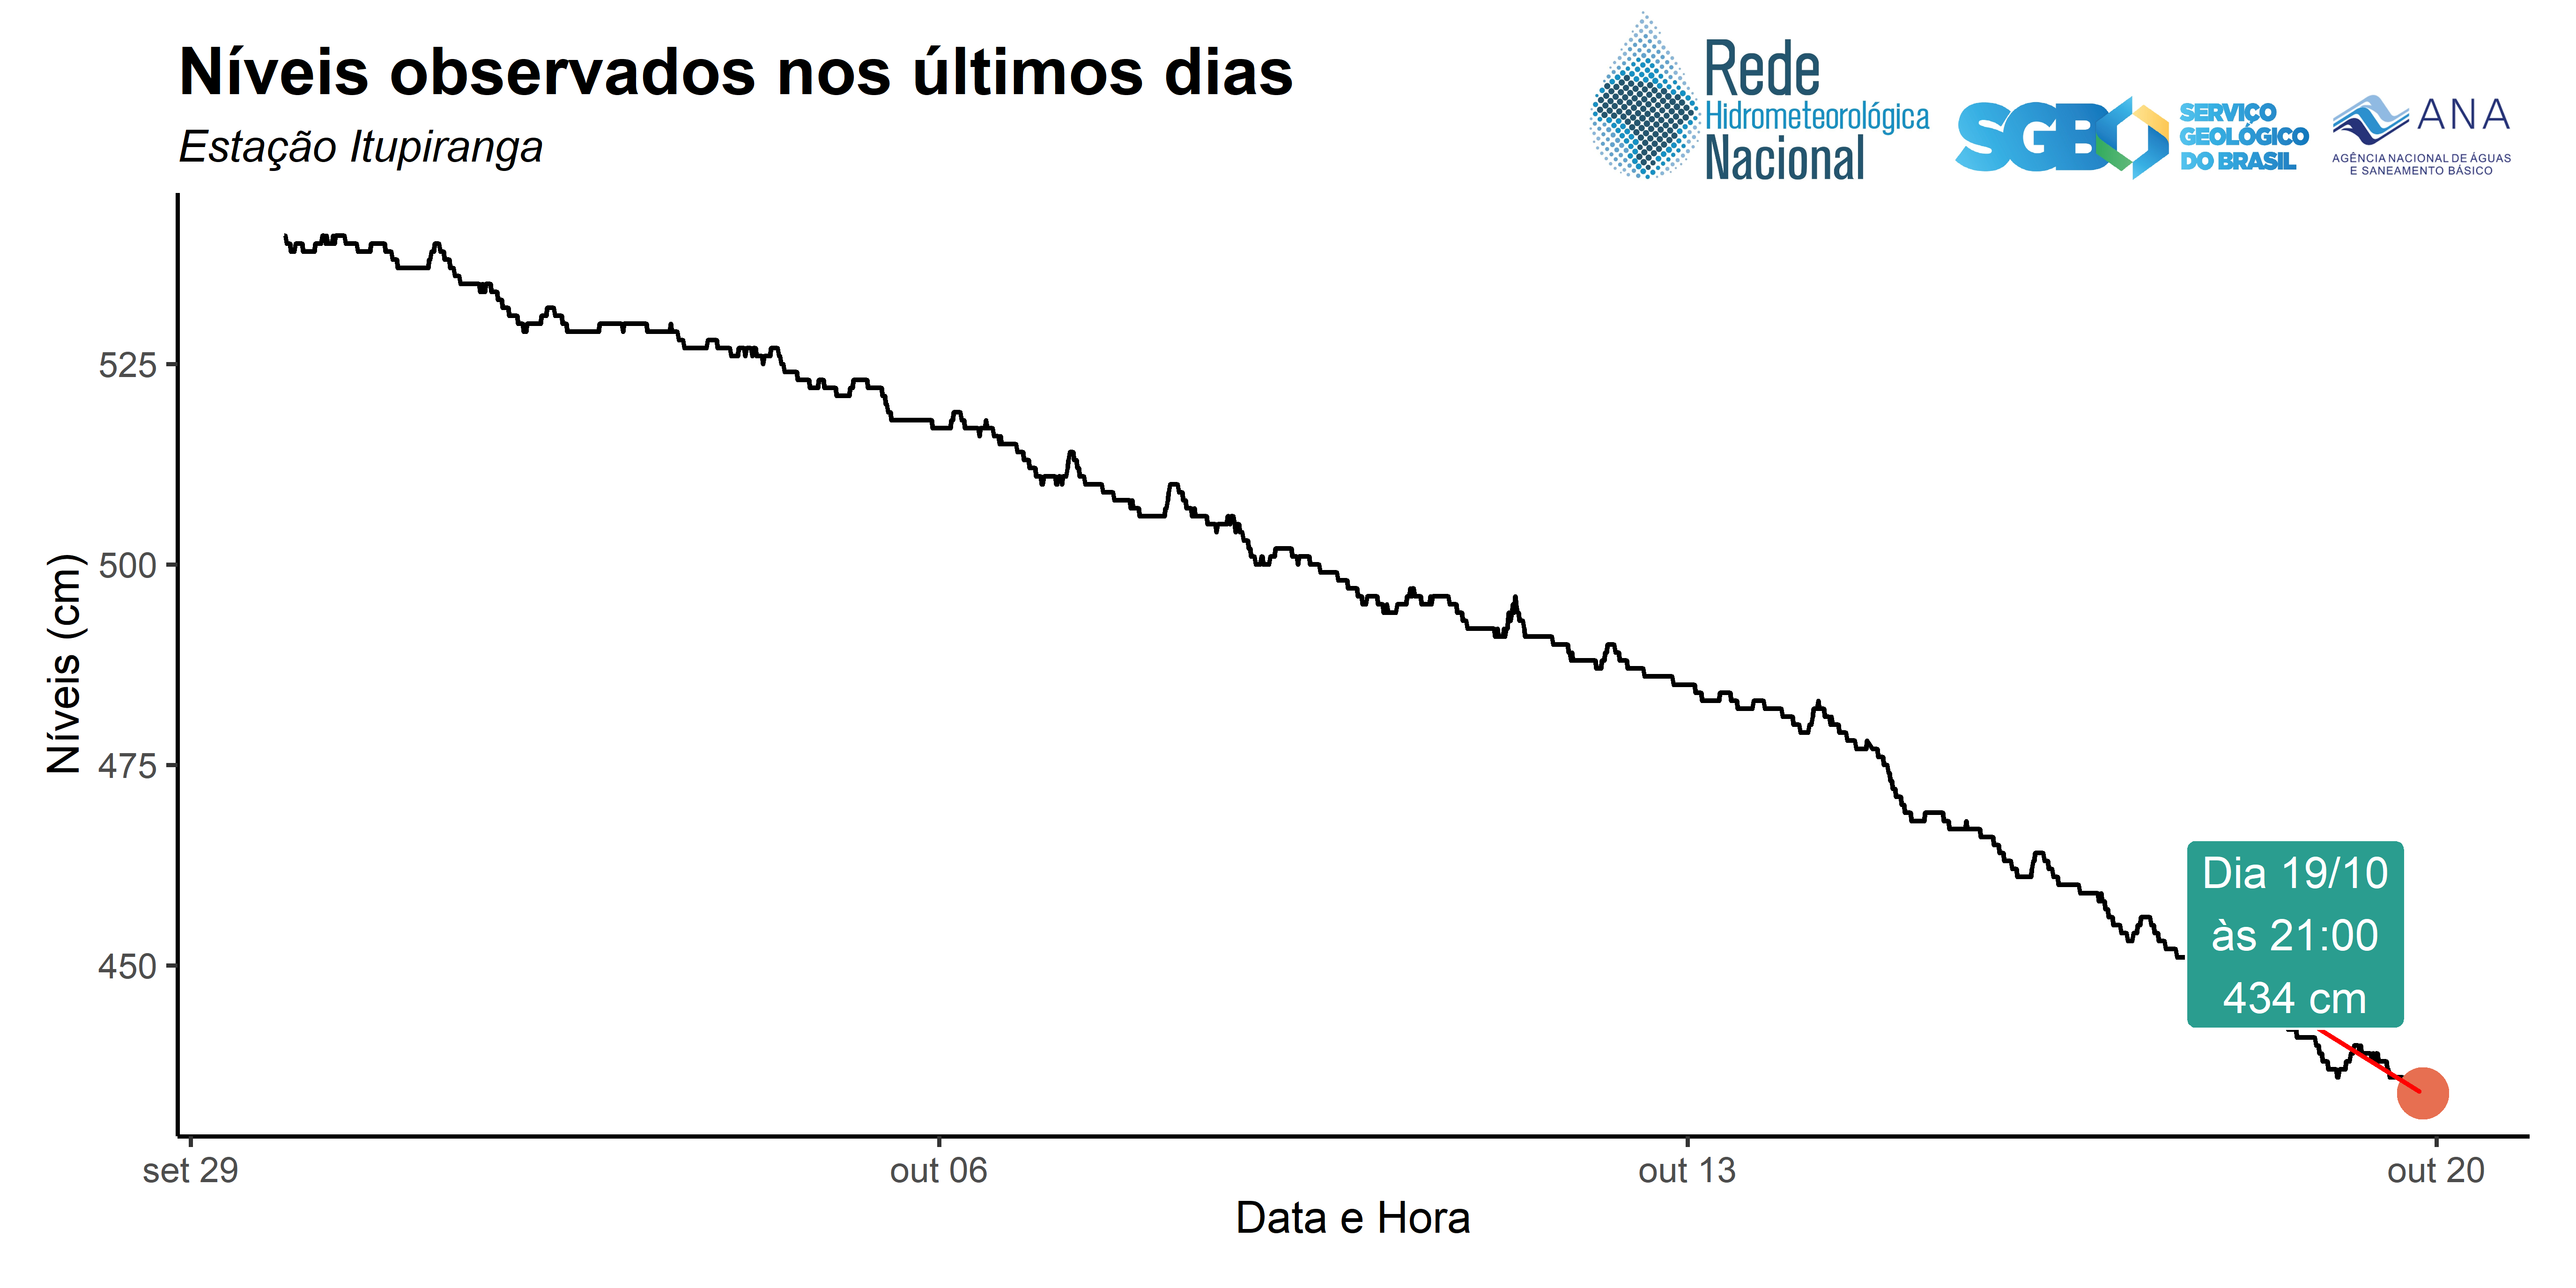 Níveis observados nos últimos dias
Estação Itupiranga
Rede
Hidrometeorológica
Nacional
SGB
SERVIÇO
GEOLÓGICO
DO BRASIL
ANA
AGÊNCIA NACIONAL DE ÁGUAS
E SANEAMENTO BÁSICO
Níveis (cm)
525
500
475
450
Dia 19/10
às 21:00
434 cm
set 29
out 06
out 13
out 20
Data e Hora